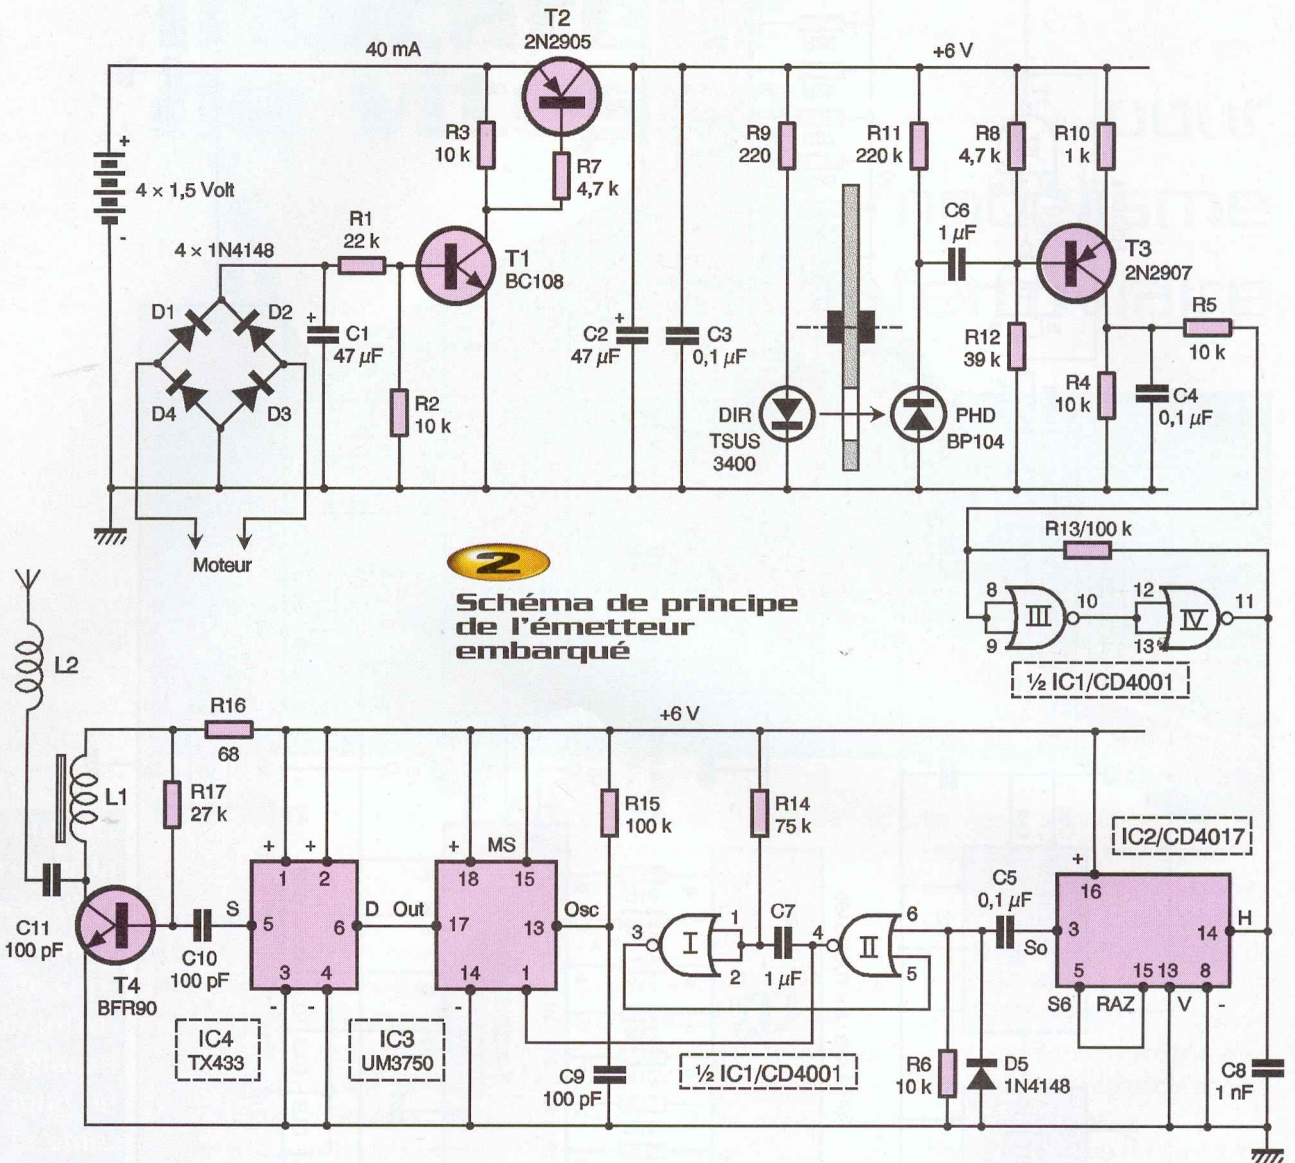 T2
2N2905
40 mA
+6 V
R3
10 k
R7
4,7 k
R9
220
R11
220 k
R8
4,7 k
R10
1 k
+
4 × 1,5 Volt
-
R1
22 k
4 × 1N4148
T1
BC108
C6
1 µF
T3
2N2907
D1
D2
+
C1
47 µF
+
C2
47 µF
C3
0,1 µF
R5
10 k
R12
39 k
D4
D3
R2
10 k
DIR
TSUS
3400
PHD
BP104
R4
10 k
C4
0,1 µF
Moteur
R13/100 k
2
Schéma de principe
de l'émetteur
embarqué
8
9
III
10
12
13
IV
11
½ IC1/CD4001
L2
R16
68
+6 V
L1
R17
27 k
R15
100 k
R14
75 k
IC2/CD4017
+
+
1
2
+
MS
18
15
+
16
C11
100 pF
T4
BFR90
C10
100 pF
S
5
6
D
Out
17
13
Osc
3
I
1
2
C7
1 µF
4
II
6
5
C5
0,1 µF
3
So
14
H
3
4
-
-
14
1
-
5
15
13
8
S6
RAZ
V
-
IC4
TX433
IC3
UM3750
C9
100 pF
½ IC1/CD4001
R6
10 k
D5
1N4148
C8
1 nF